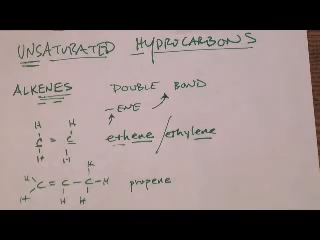 UNSATURATED HYDROCARBONS
ALKENES DOUBLE BOND
-ENE
H H
C = C ethene / ethylene
H H
H
H C = C - C - H propene
H H H